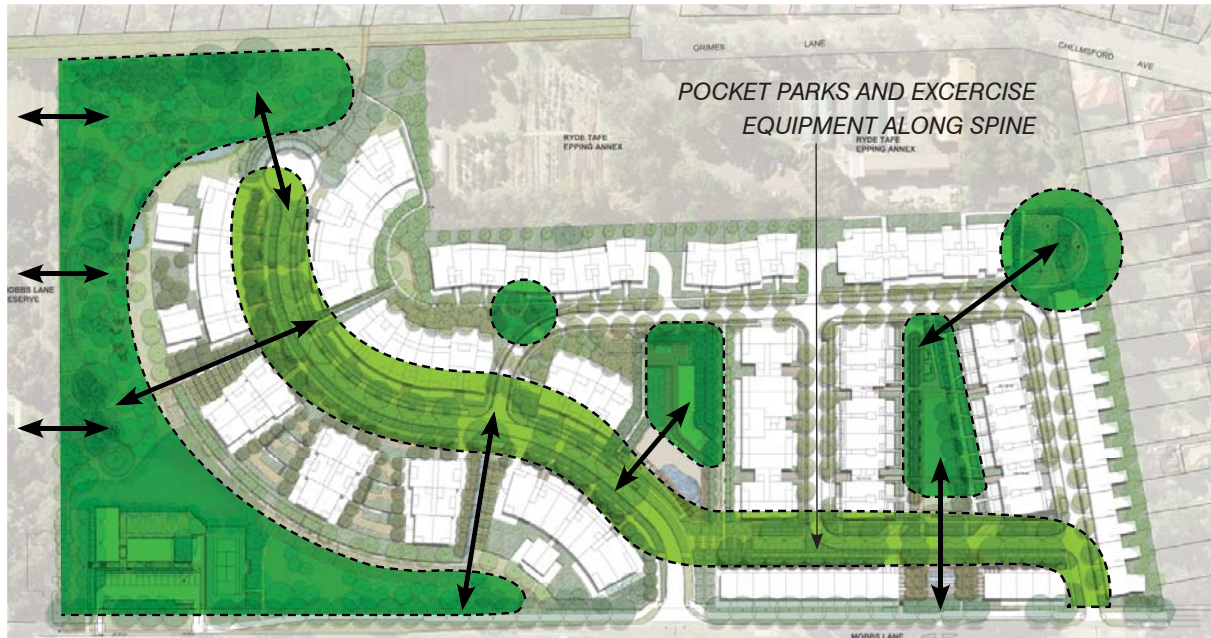 GRIMES LANE
CHELMSFORD AVE
POCKET PARKS AND EXCERCISE
EQUIPMENT ALONG SPINE
RYDE TAFE
EPPING ANNEX
RYDE TAFE
EPPING ANNEX
MOBBS LANE
RESERVE
MOBBS LANE